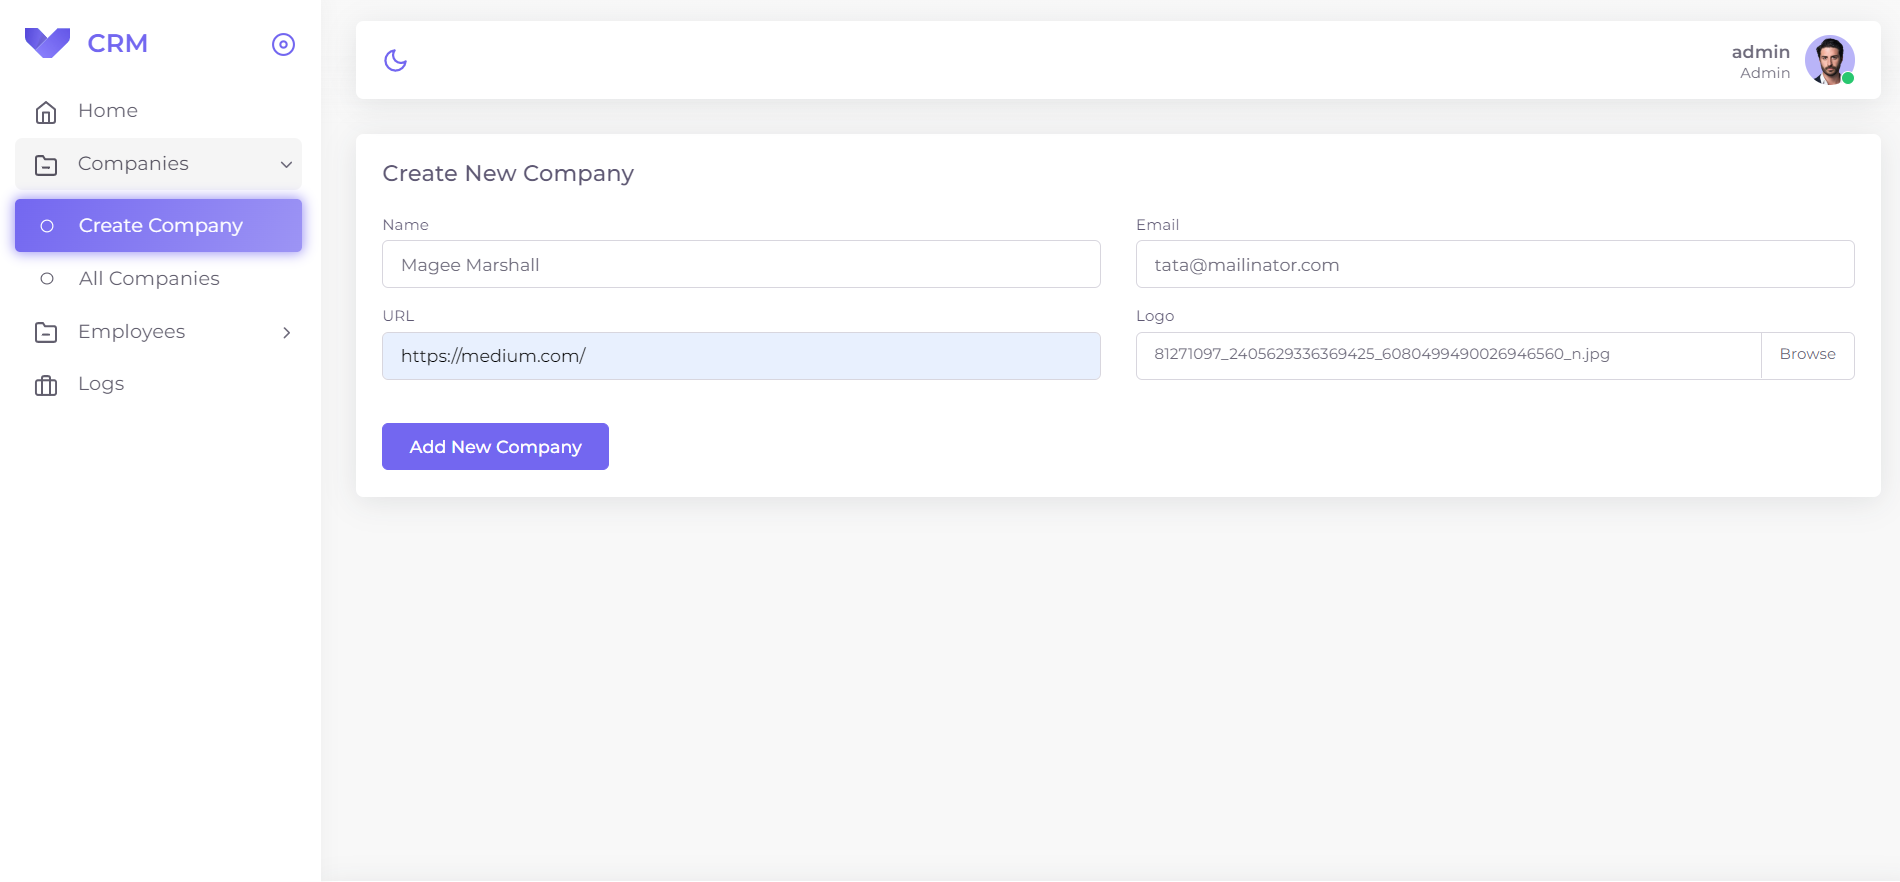 CRM
Home
Companies
Create Company
All Companies
Employees
Logs
admin
Admin
Create New Company
Name
Magee Marshall
Email
tata@mailinator.com
URL
https://medium.com/
Logo
81271097_2405629336369425_6080499490026946560_n.jpg
Browse
Add New Company